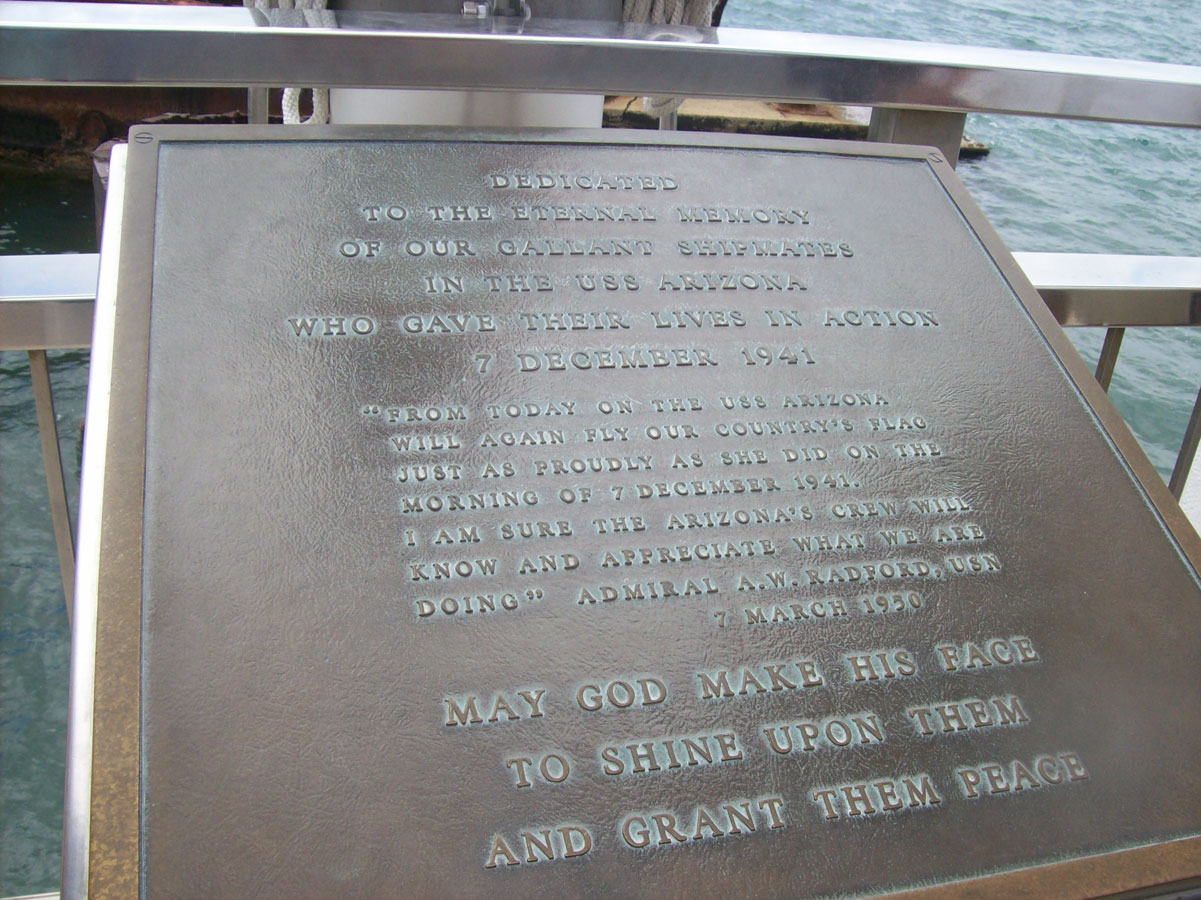 DEDICATED
TO THE ETERNAL MEMORY
OF OUR GALLANT SHIPMATES
IN THE USS ARIZONA
WHO GAVE THEIR LIVES IN ACTION
7 DECEMBER 1941
"FROM TODAY ON THE USS ARIZONA
WILL AGAIN FLY OUR COUNTRY'S FLAG
JUST AS PROUDLY AS SHE DID ON THE
MORNING OF 7 DECEMBER 1941.
I AM SURE THE ARIZONA'S CREW WILL
KNOW AND APPRECIATE WHAT WE ARE
DOING" ADMIRAL A.W. RADFORD, USN
7 MARCH 1950
MAY GOD MAKE HIS FACE
TO SHINE UPON THEM
AND GRANT THEM PEACE